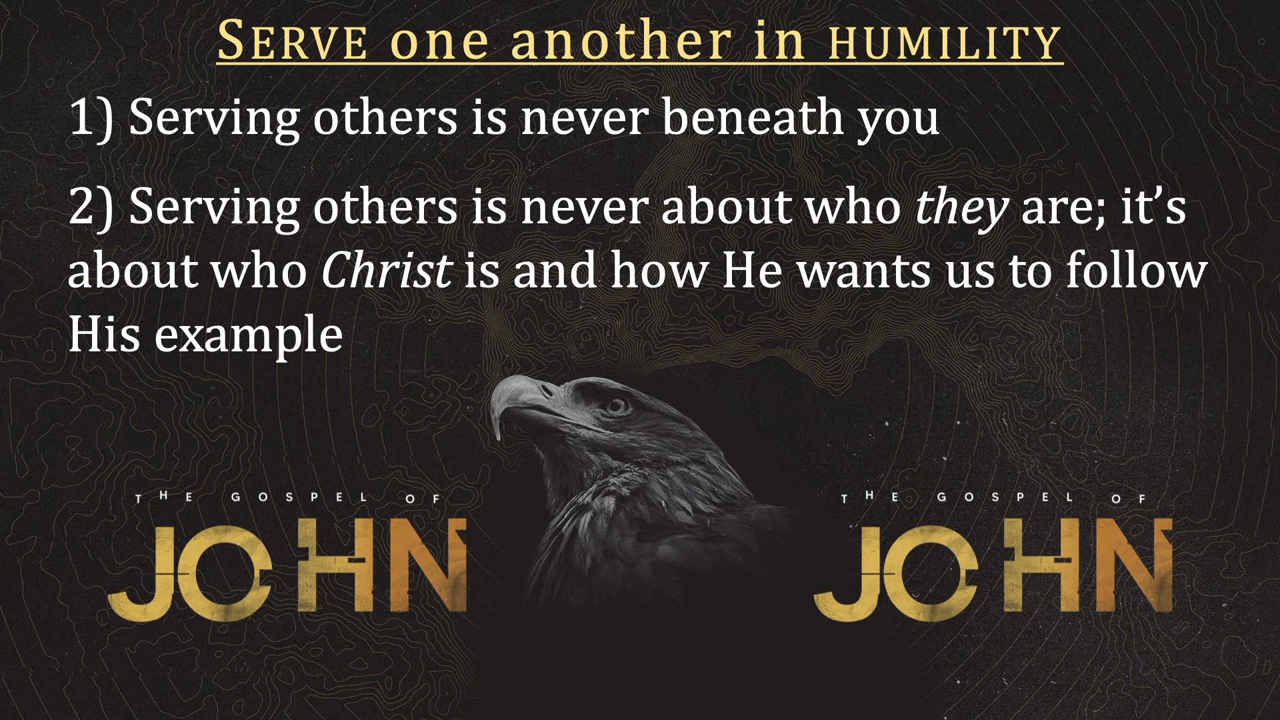 SERVE one another in HUMILITY
1) Serving others is never beneath you
2) Serving others is never about who they are; it’s
about who Christ is and how He wants us to follow
His example
THE GOSPEL OF
JOHN
THE GOSPEL OF
JOHN